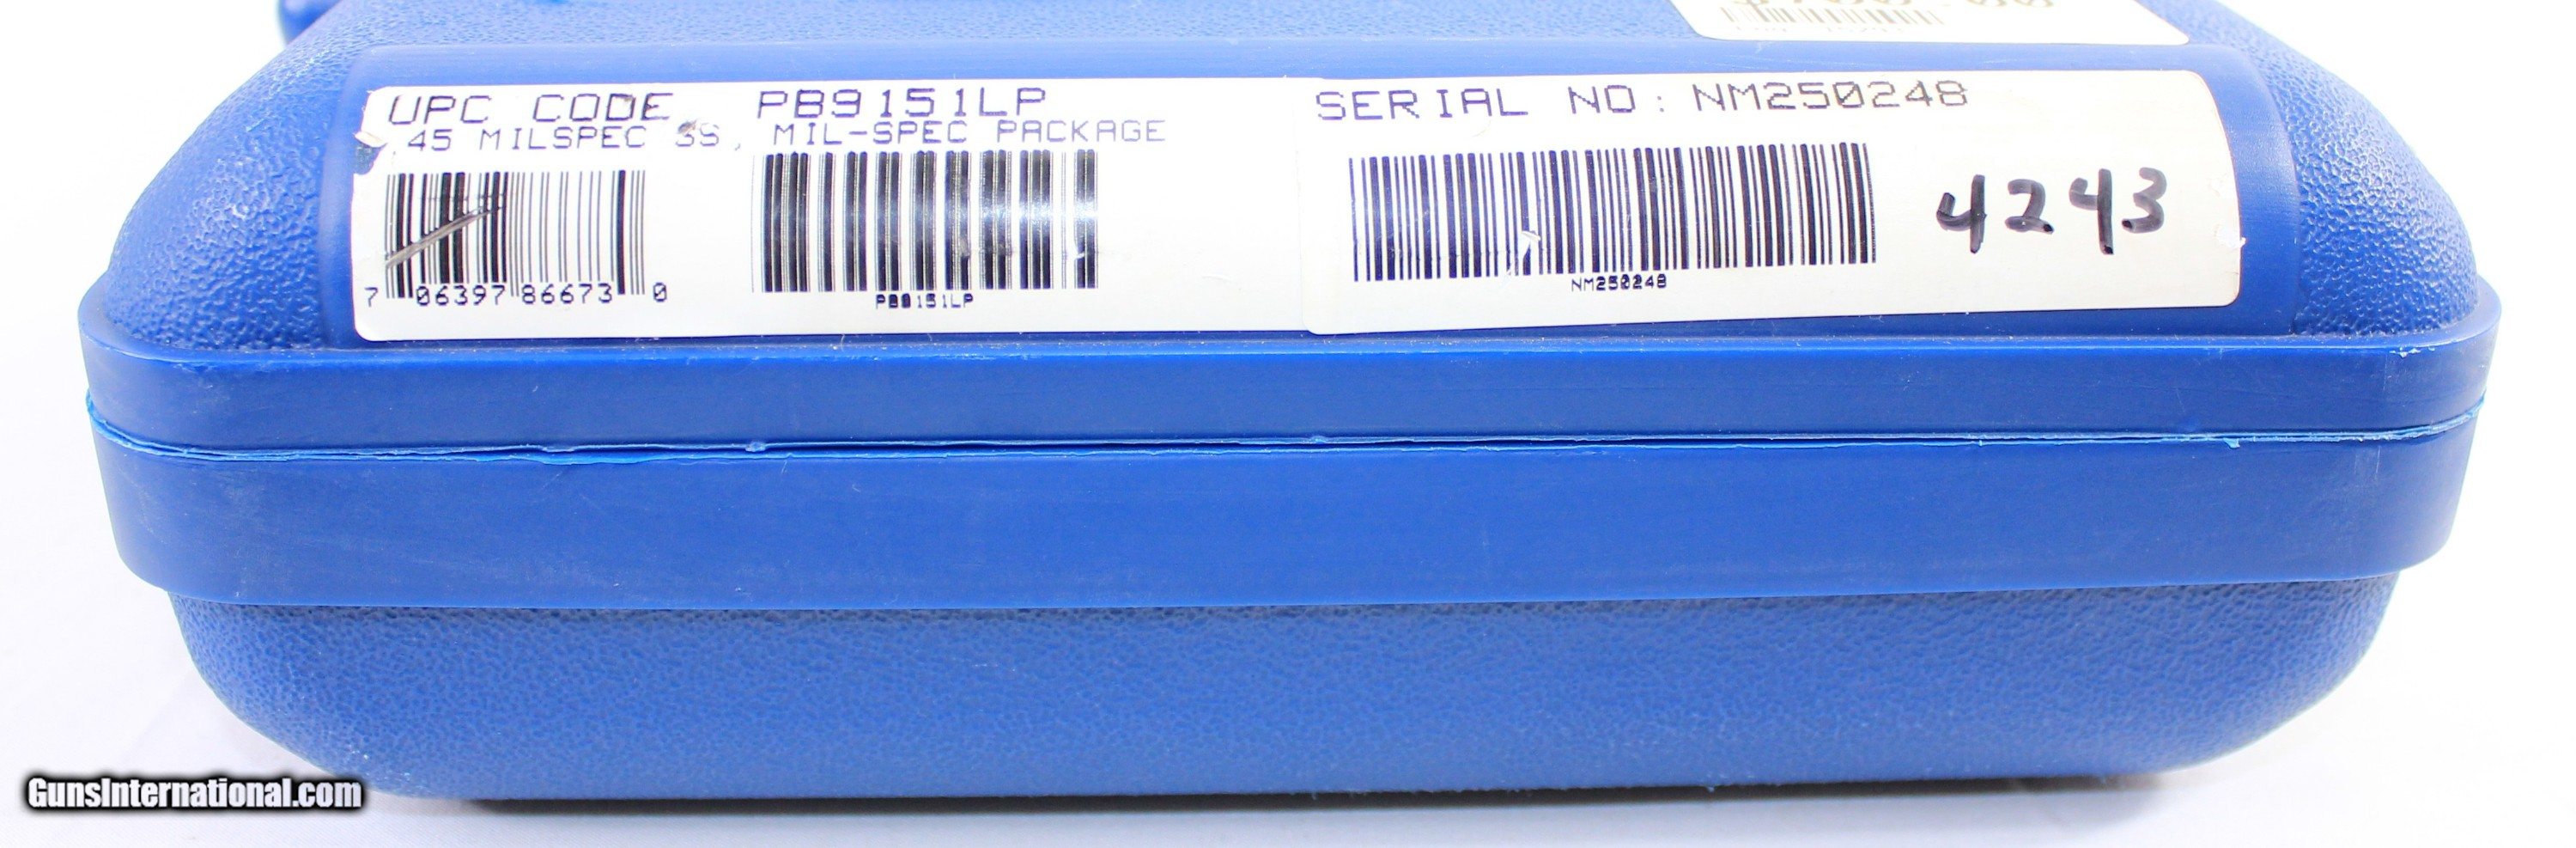 UPC CODE PB9151LP
.45 MILSPEC SS, MIL-SPEC PACKAGE
7 06397 86673 0
PB9151LP
SERIAL NO: NM250248
NM250248
4243
GunsInternational.com